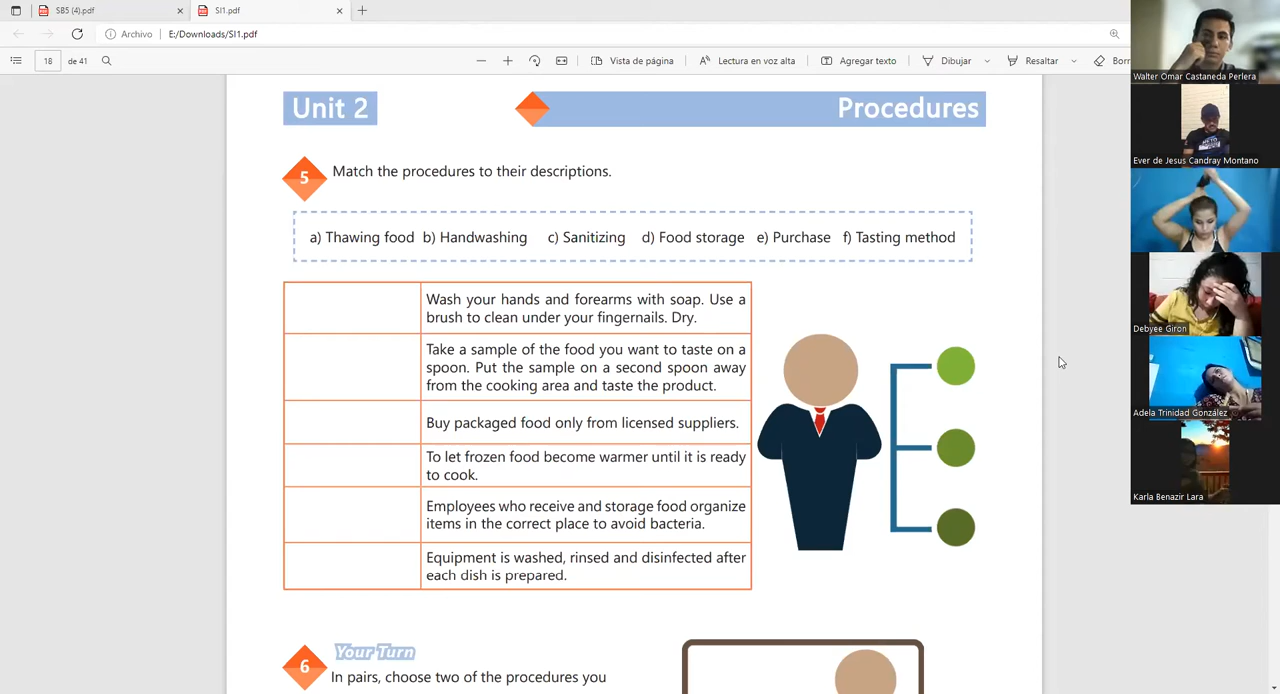 SB5 (4).pdf
SI1.pdf
Archivo
E:/Downloads/SI1.pdf
18
de 41
Vista de página
Lectura en voz alta
Agregar texto
Dibujar
Resaltar
Borr
Unit 2
Procedures
5
Match the procedures to their descriptions.
a) Thawing food b) Handwashing c) Sanitizing d) Food storage e) Purchase f) Tasting method
Wash your hands and forearms with soap. Use a
brush to clean under your fingernails. Dry.
Take a sample of the food you want to taste on a
spoon. Put the sample on a second spoon away
from the cooking area and taste the product.
Buy packaged food only from licensed suppliers.
To let frozen food become warmer until it is ready
to cook.
Employees who receive and storage food organize
items in the correct place to avoid bacteria.
Equipment is washed, rinsed and disinfected after
each dish is prepared.
6
Your Turn
In pairs, choose two of the procedures you
Walter Omar Castaneda Perlera
Ever de Jesus Candray Montano
Debyee Giron
Adela Trinidad González
Karla Benazir Lara